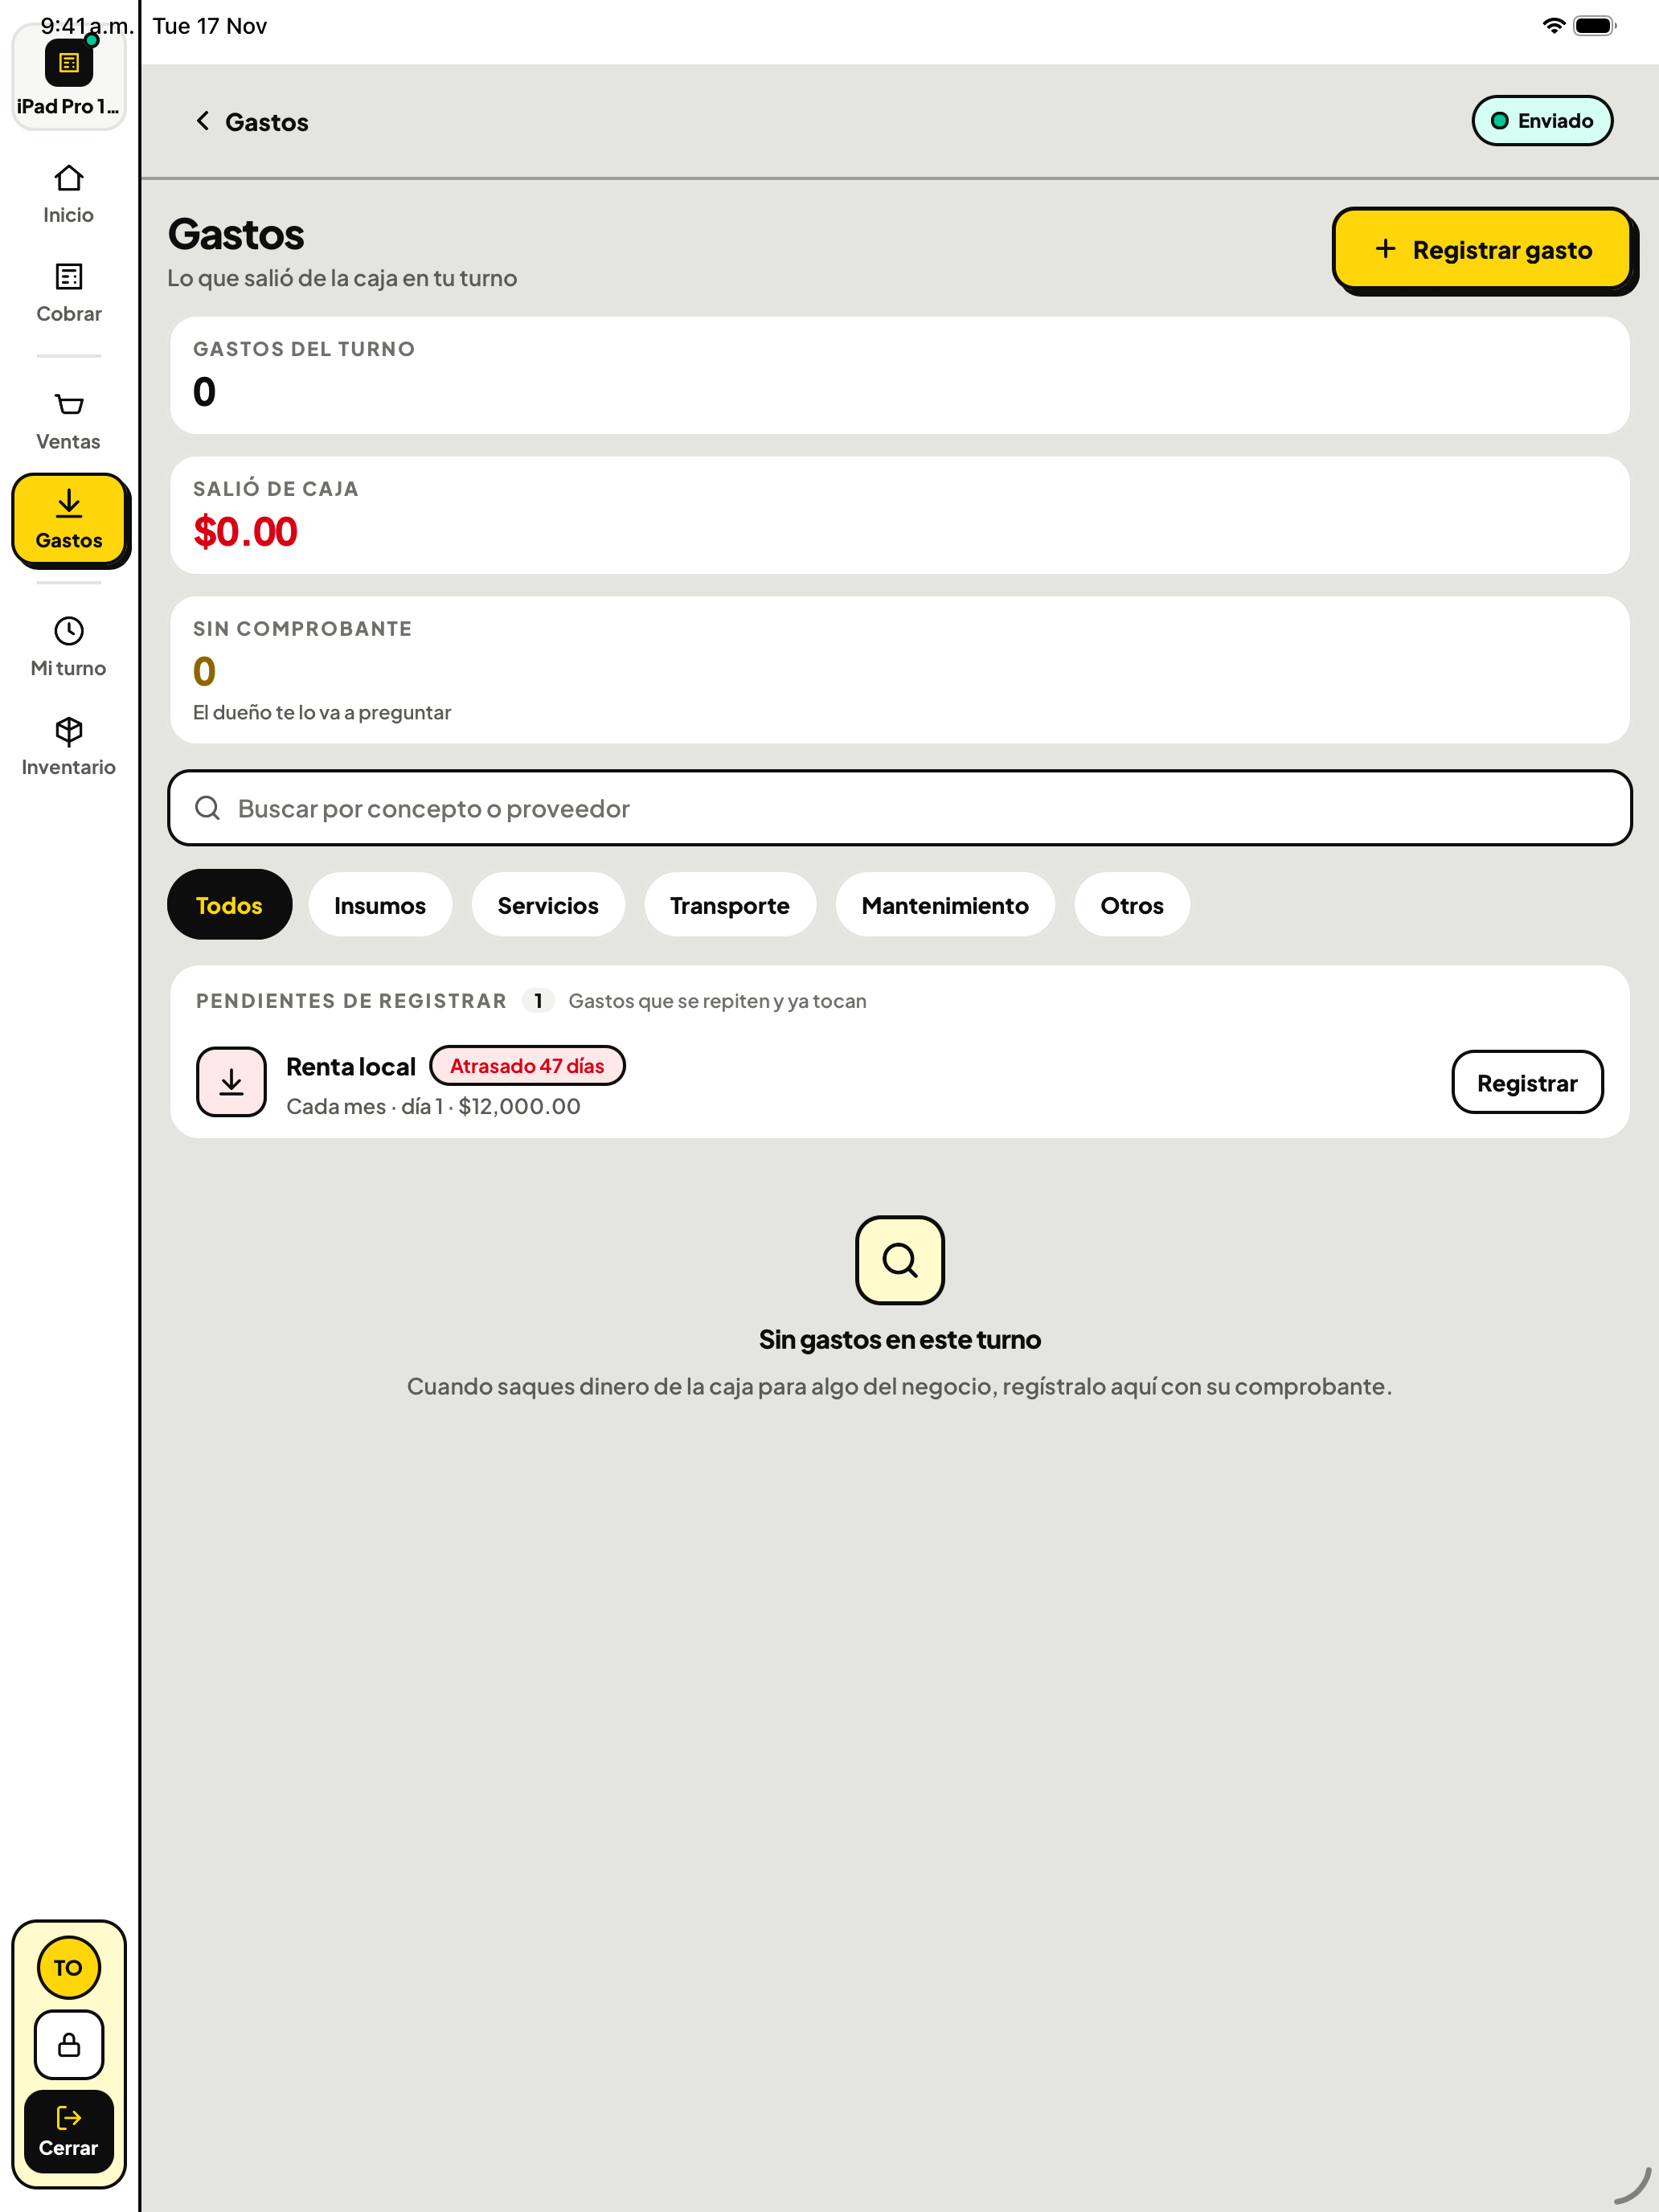 9:41 a.m. Tue 17 Nov
iPad Pro 1...
Inicio
Cobrar
Ventas
Gastos
Mi turno
Inventario
TO
Cerrar
Gastos
Enviado
Gastos
Lo que salió de la caja en tu turno
Registrar gasto
GASTOS DEL TURNO
0
SALIÓ DE CAJA
$0.00
SIN COMPROBANTE
0
El dueño te lo va a preguntar
Buscar por concepto o proveedor
Todos Insumos Servicios Transporte Mantenimiento Otros
PENDIENTES DE REGISTRAR 1 Gastos que se repiten y ya tocan
Renta local Atrasado 47 días
Cada mes · día 1 · $12,000.00
Registrar
Sin gastos en este turno
Cuando saques dinero de la caja para algo del negocio, regístralo aquí con su comprobante.